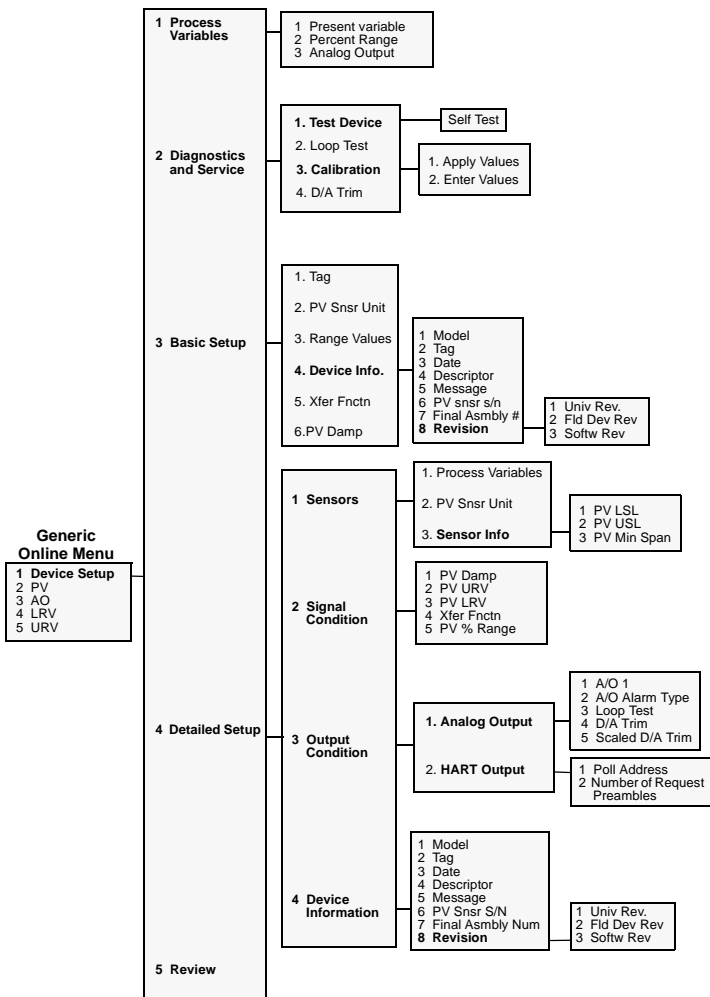 Generic
Online Menu
1 Device Setup
2 PV
3 AO
4 LRV
5 URV
1 Process
Variables
1 Present variable
2 Percent Range
3 Analog Output
2 Diagnostics
and Service
1. Test Device
2. Loop Test
3. Calibration
4. D/A Trim
Self Test
1. Apply Values
2. Enter Values
3 Basic Setup
1. Tag
2. PV Snsr Unit
3. Range Values
4. Device Info.
5. Xfer Fnctn
6.PV Damp
1 Model
2 Tag
3 Date
4 Descriptor
5 Message
6 PV snsr s/n
7 Final Asmbly #
8 Revision
1 Univ Rev.
2 Fld Dev Rev
3 Softw Rev
4 Detailed Setup
1 Sensors
1. Process Variables
2. PV Snsr Unit
3. Sensor Info
1 PV LSL
2 PV USL
3 PV Min Span
2 Signal
Condition
1 PV Damp
2 PV URV
3 PV LRV
4 Xfer Fnctn
5 PV % Range
3 Output
Condition
1. Analog Output
2. HART Output
1 A/O 1
2 A/O Alarm Type
3 Loop Test
4 D/A Trim
5 Scaled D/A Trim
1 Poll Address
2 Number of Request
Preambles
4 Device
Information
1 Model
2 Tag
3 Date
4 Descriptor
5 Message
6 PV Snsr S/N
7 Final Asmbly Num
8 Revision
1 Univ Rev.
2 Fld Dev Rev
3 Softw Rev
5 Review